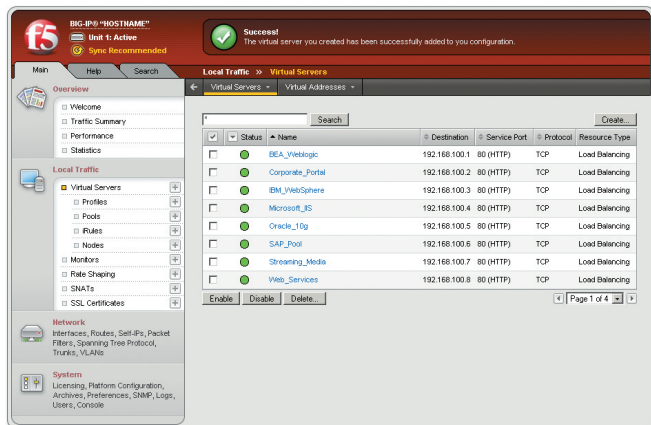 f5
BIG-IP® "HOSTNAME"
Unit 1: Active
Sync Recommended
Success!
The virtual server you created has been successfully added to you configuration.
Main
Help
Search
Local Traffic » Virtual Servers
Virtual Servers
Virtual Addresses
Overview
Welcome
Traffic Summary
Performance
Statistics
Local Traffic
Virtual Servers
Profiles
Pools
iRules
Nodes
Monitors
Rate Shaping
SNATs
SSL Certificates
Network
Interfaces, Routes, Self-IPs, Packet
Filters, Spanning Tree Protocol,
Trunks, VLANs
System
Licensing, Platform Configuration,
Archives, Preferences, SNMP, Logs,
Users, Console
* Search Create...
Status Name Destination Service Port Protocol Resource Type
BEA_Weblogic 192.168.100.1 80 (HTTP) TCP Load Balancing
Corporate_Portal 192.168.100.2 80 (HTTP) TCP Load Balancing
IBM_WebSphere 192.168.100.3 80 (HTTP) TCP Load Balancing
Microsoft_IIS 192.168.100.4 80 (HTTP) TCP Load Balancing
Oracle_10g 192.168.100.5 80 (HTTP) TCP Load Balancing
SAP_Pool 192.168.100.6 80 (HTTP) TCP Load Balancing
Streaming_Media 192.168.100.7 80 (HTTP) TCP Load Balancing
Web_Services 192.168.100.8 80 (HTTP) TCP Load Balancing
Enable Disable Delete... Page 1 of 4